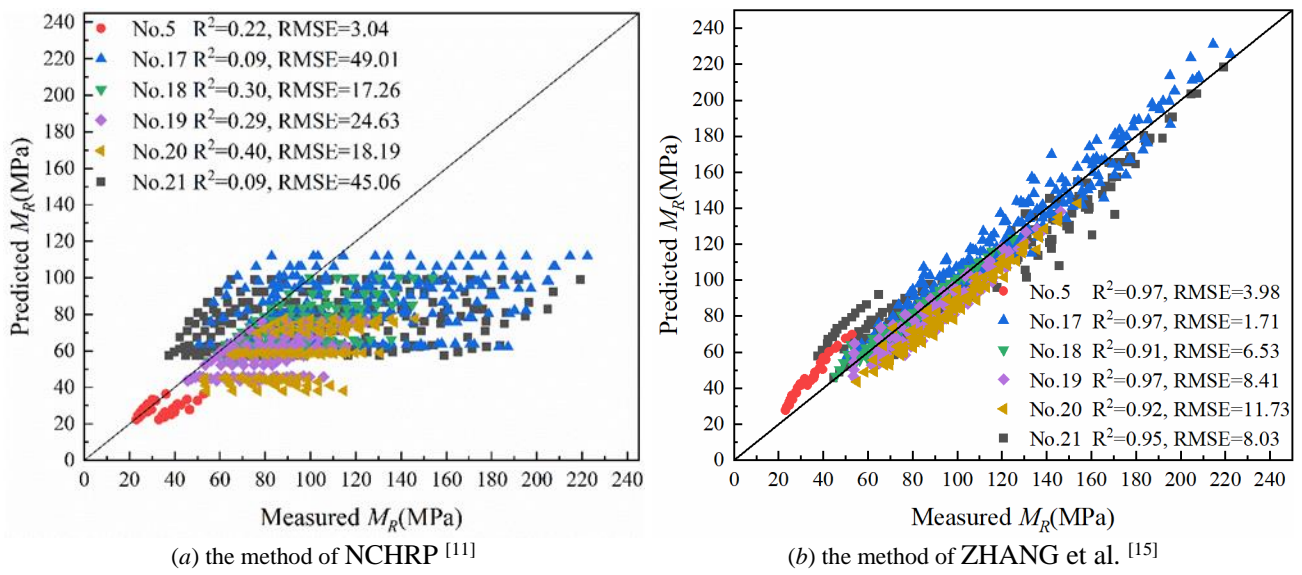 240
220
200
180
160
140
120
100
80
60
40
20
0
Predicted M_R(MPa)
No.5 R²=0.22, RMSE=3.04
No.17 R²=0.09, RMSE=49.01
No.18 R²=0.30, RMSE=17.26
No.19 R²=0.29, RMSE=24.63
No.20 R²=0.40, RMSE=18.19
No.21 R²=0.09, RMSE=45.06
0 20 40 60 80 100 120 140 160 180 200 220 240
Measured M_R(MPa)
(a) the method of NCHRP [11]
240
220
200
180
160
140
120
100
80
60
40
20
0
Predicted M_R(MPa)
No.5 R²=0.97, RMSE=3.98
No.17 R²=0.97, RMSE=1.71
No.18 R²=0.91, RMSE=6.53
No.19 R²=0.97, RMSE=8.41
No.20 R²=0.92, RMSE=11.73
No.21 R²=0.95, RMSE=8.03
0 20 40 60 80 100 120 140 160 180 200 220 240
Measured M_R(MPa)
(b) the method of ZHANG et al. [15]